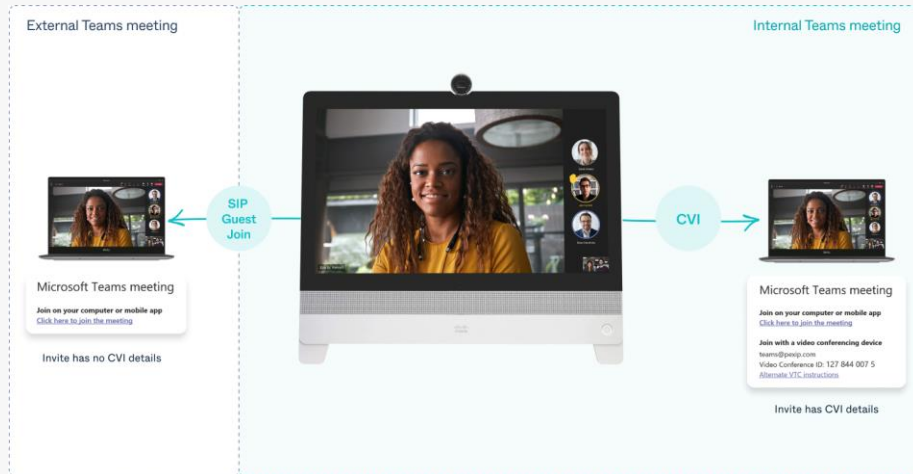 External Teams meeting
Internal Teams meeting
SIP
Guest
Join
CVI
Microsoft Teams meeting
Join on your computer or mobile app
Click here to join the meeting
Invite has no CVI details
Microsoft Teams meeting
Join on your computer or mobile app
Click here to join the meeting
Join with a video conferencing device
teams@pexip.com
Video Conference ID: 127 844 007 5
Alternate VTC instructions
Invite has CVI details